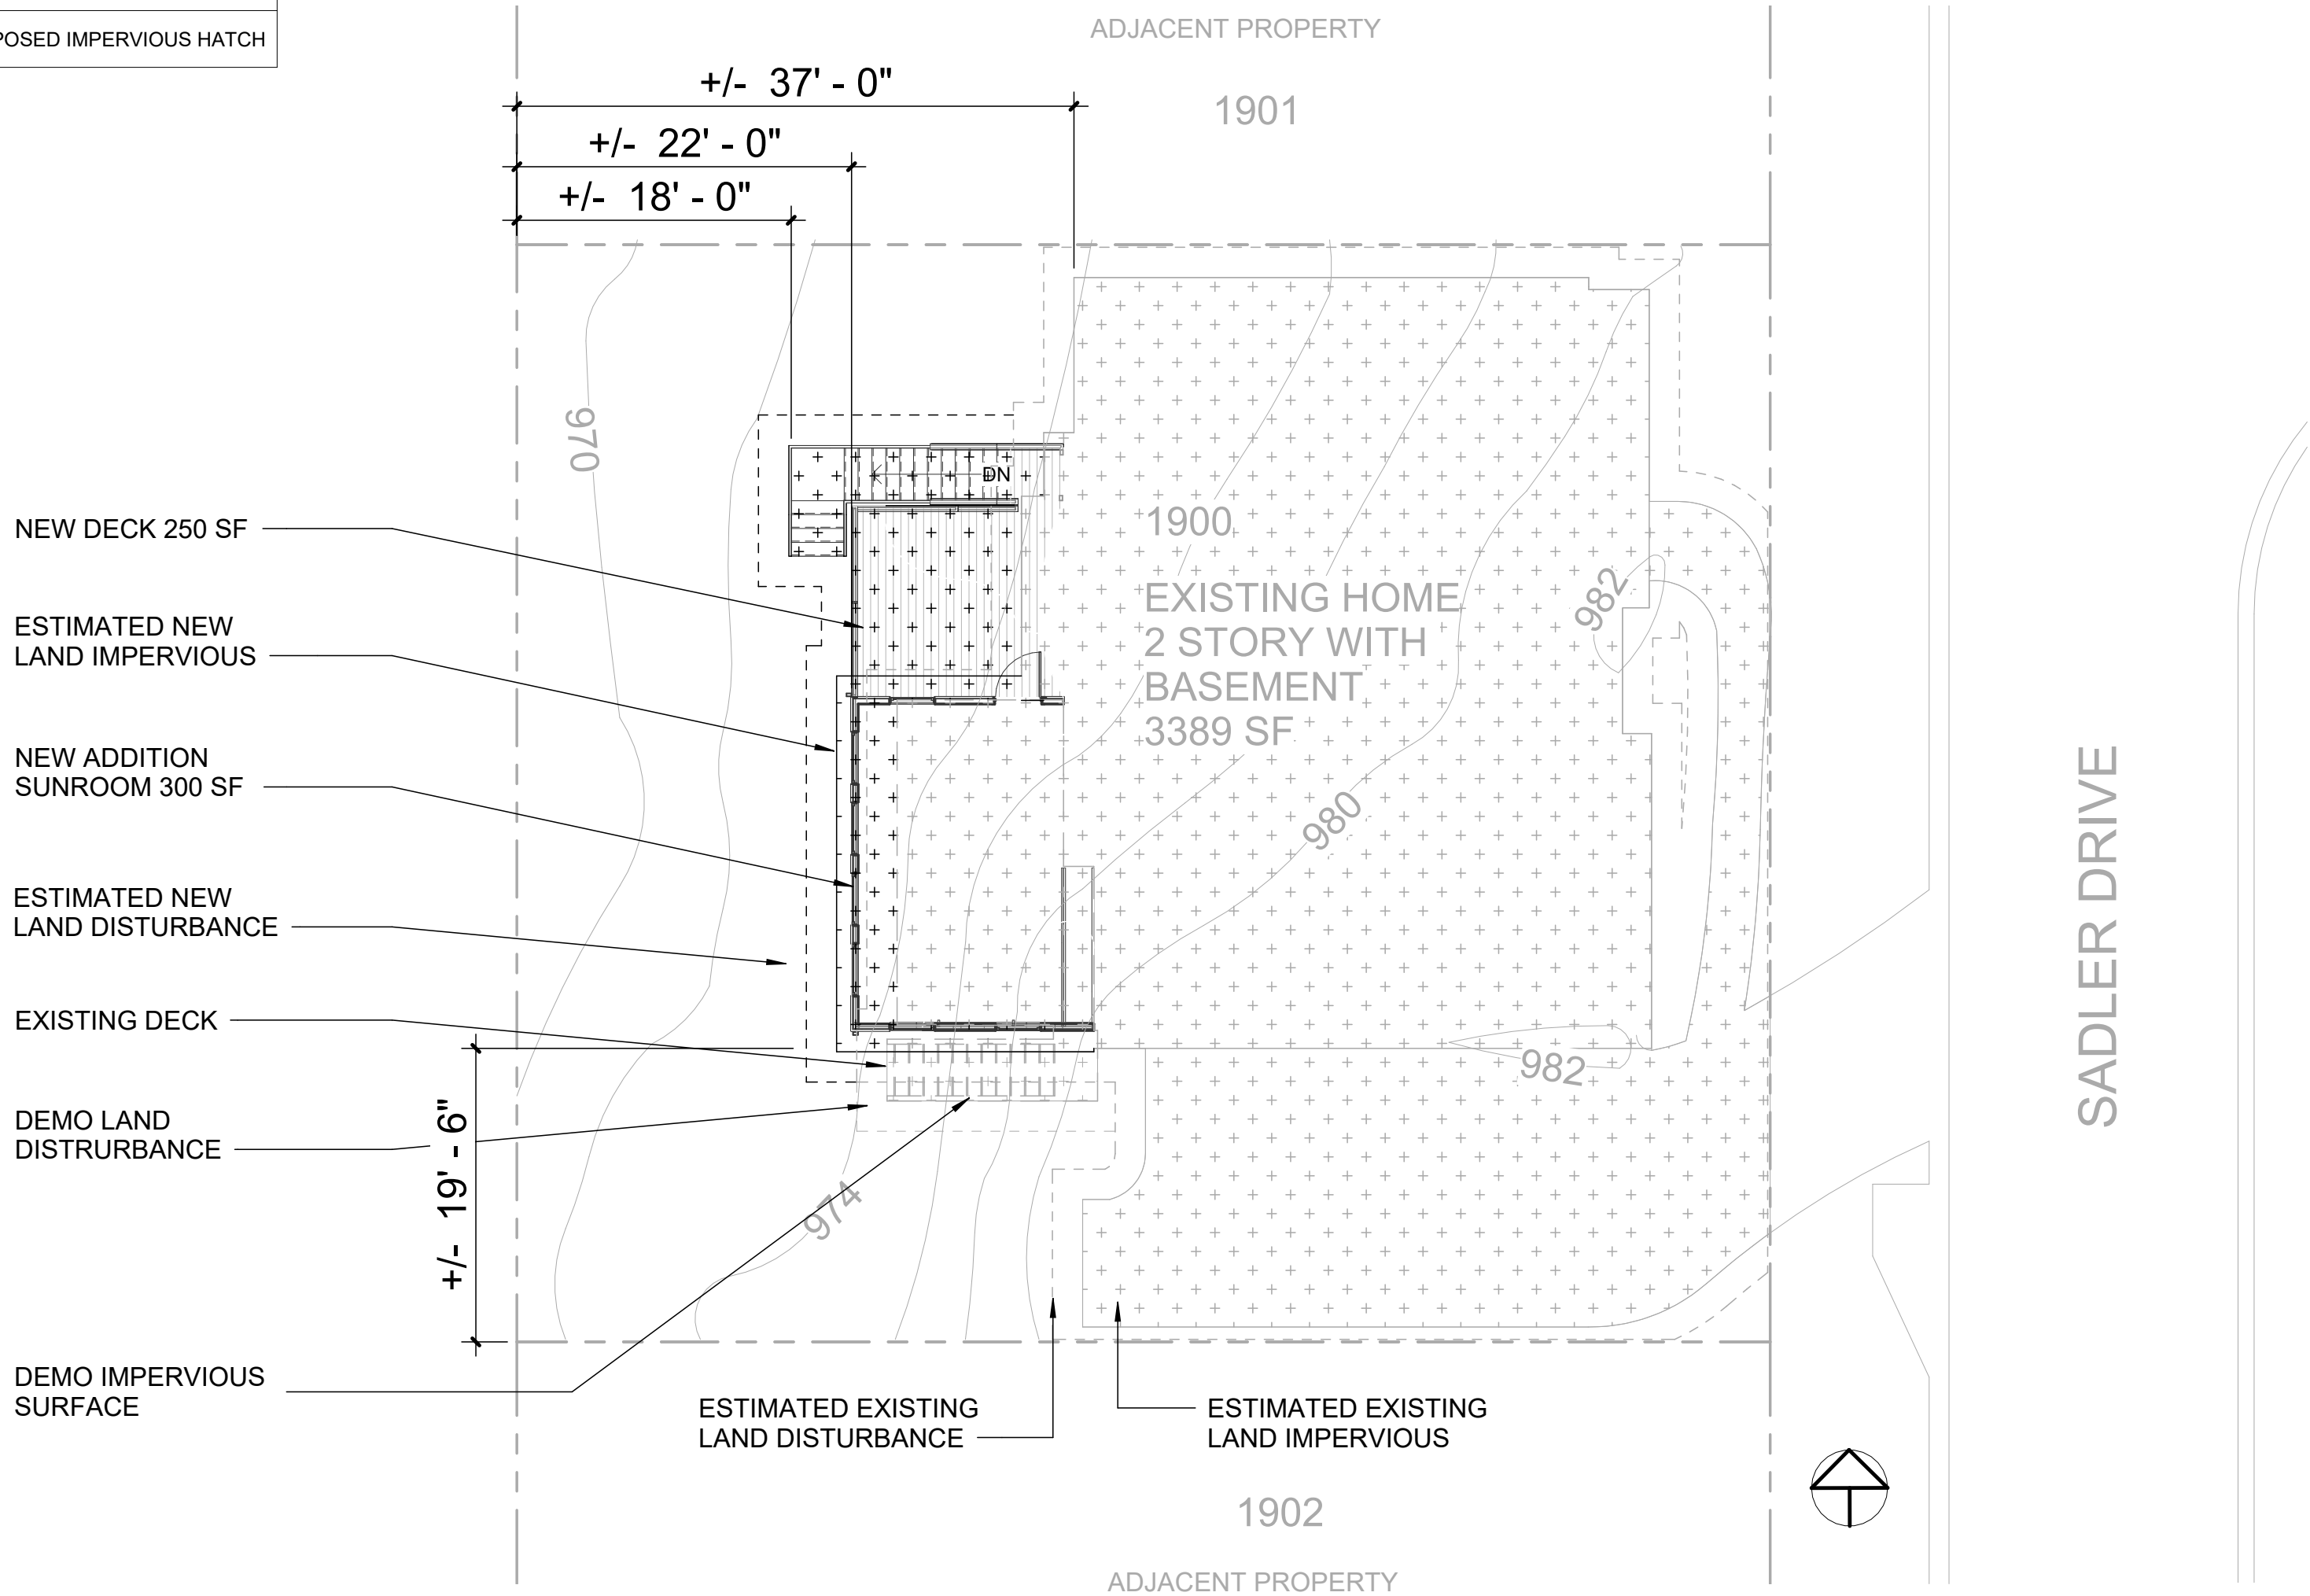 POSED IMPERVIOUS HATCH
ADJACENT PROPERTY
1901
+/- 37' - 0"
+/- 22' - 0"
+/- 18' - 0"
970
DN
NEW DECK 250 SF
ESTIMATED NEW
LAND IMPERVIOUS
NEW ADDITION
SUNROOM 300 SF
ESTIMATED NEW
LAND DISTURBANCE
EXISTING DECK
DEMO LAND
DISTRURBANCE
DEMO IMPERVIOUS
SURFACE
+/- 19' - 6"
1900
EXISTING HOME
2 STORY WITH
BASEMENT
3389 SF
982
980
982
974
SADLER DRIVE
ESTIMATED EXISTING
LAND DISTURBANCE
ESTIMATED EXISTING
LAND IMPERVIOUS
1902
ADJACENT PROPERTY